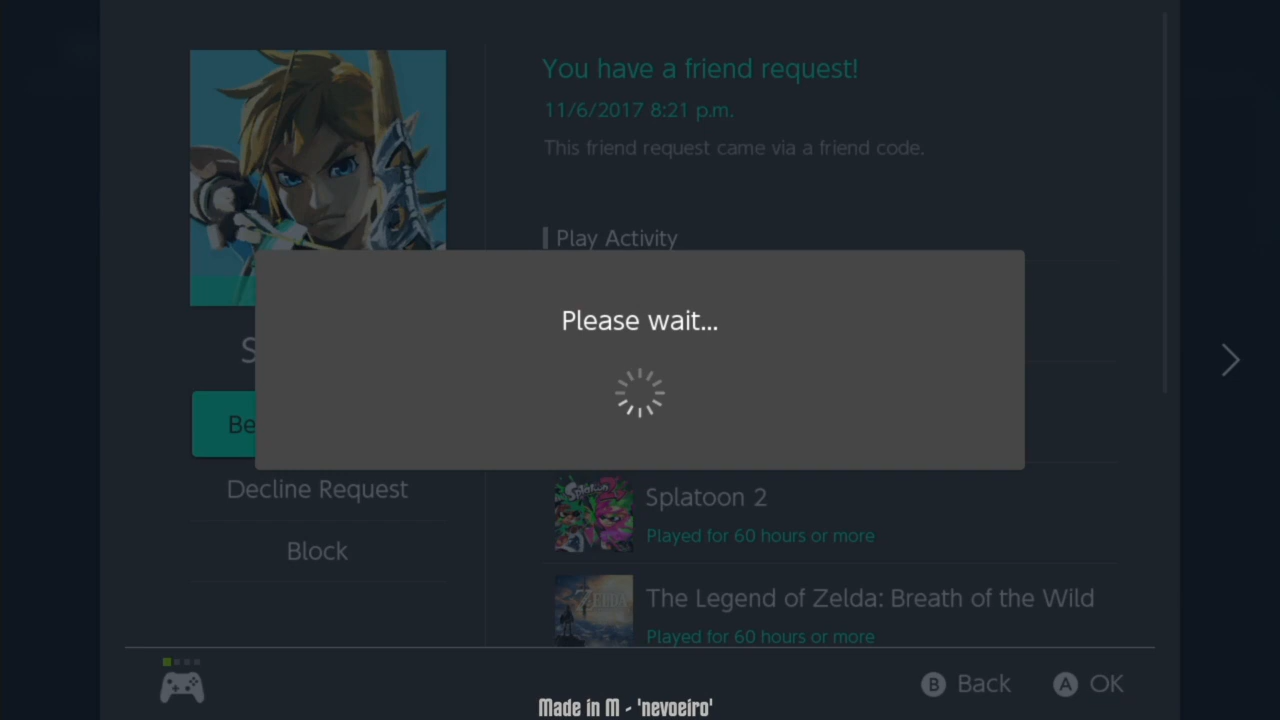 You have a friend request!
11/6/2017 8:21 p.m.
This friend request came via a friend code.
Play Activity
Please wait...
Decline Request
Block
Splatoon 2
Played for 60 hours or more
ZELDA
The Legend of Zelda: Breath of the Wild
Played for 60 hours or more
B Back
A OK
Made in M - 'nevoeiro'